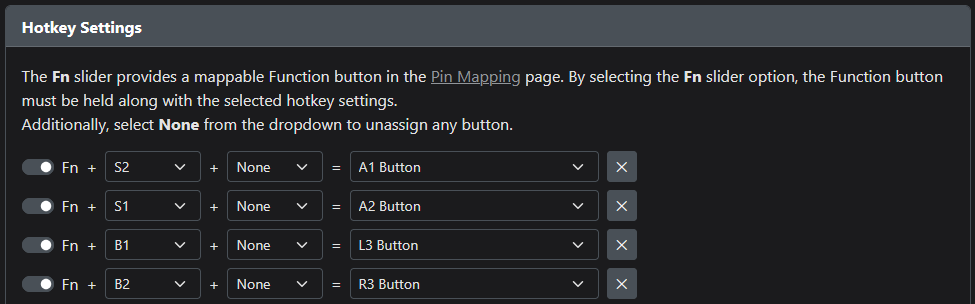 Hotkey Settings
The Fn slider provides a mappable Function button in the Pin Mapping page. By selecting the Fn slider option, the Function button
must be held along with the selected hotkey settings.
Additionally, select None from the dropdown to unassign any button.
Fn + S2 + None = A1 Button
Fn + S1 + None = A2 Button
Fn + B1 + None = L3 Button
Fn + B2 + None = R3 Button